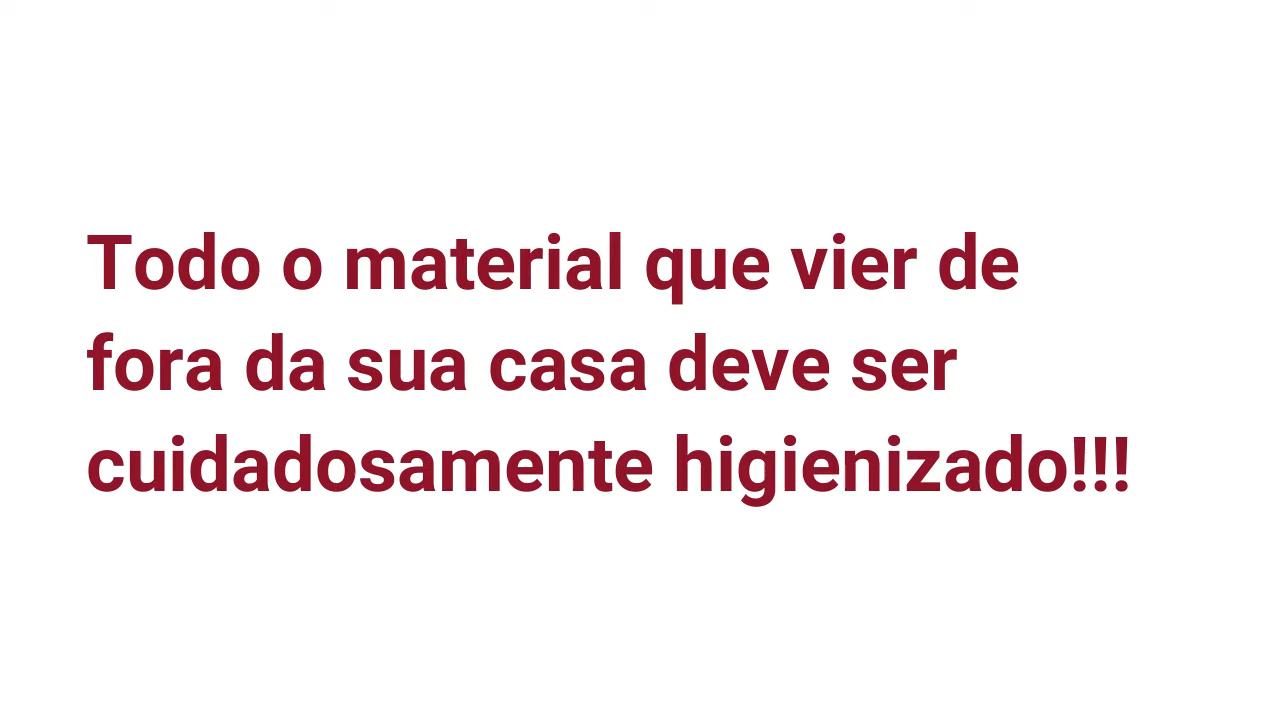 Todo o material que vier de
fora da sua casa deve ser
cuidadosamente higienizado!!!